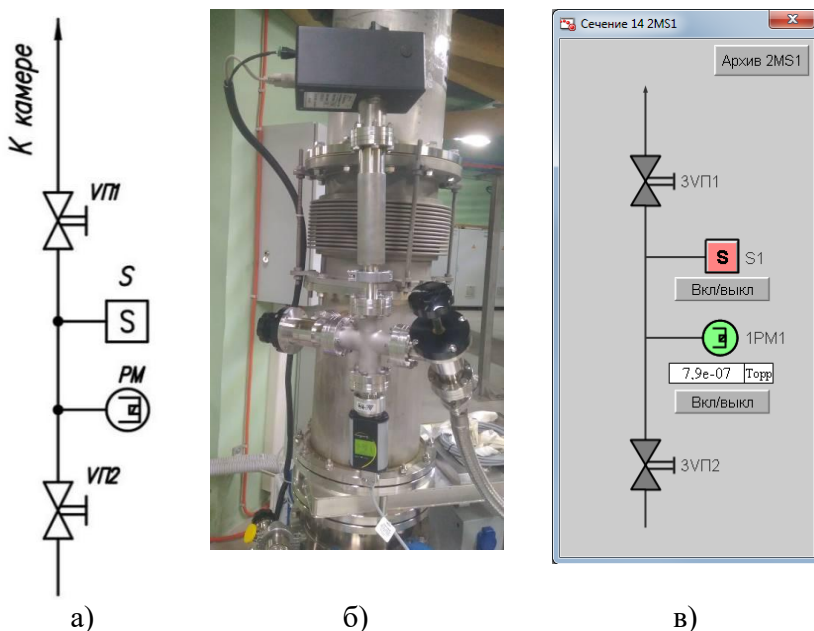 К камере
VП1
S
S
PM
VП2
Сечение 14 2MS1
Архив 2MS1
3VП1
S
S1
Вкл/выкл
1PM1
7.9e-07 Торр
Вкл/выкл
3VП2
а)
б)
в)